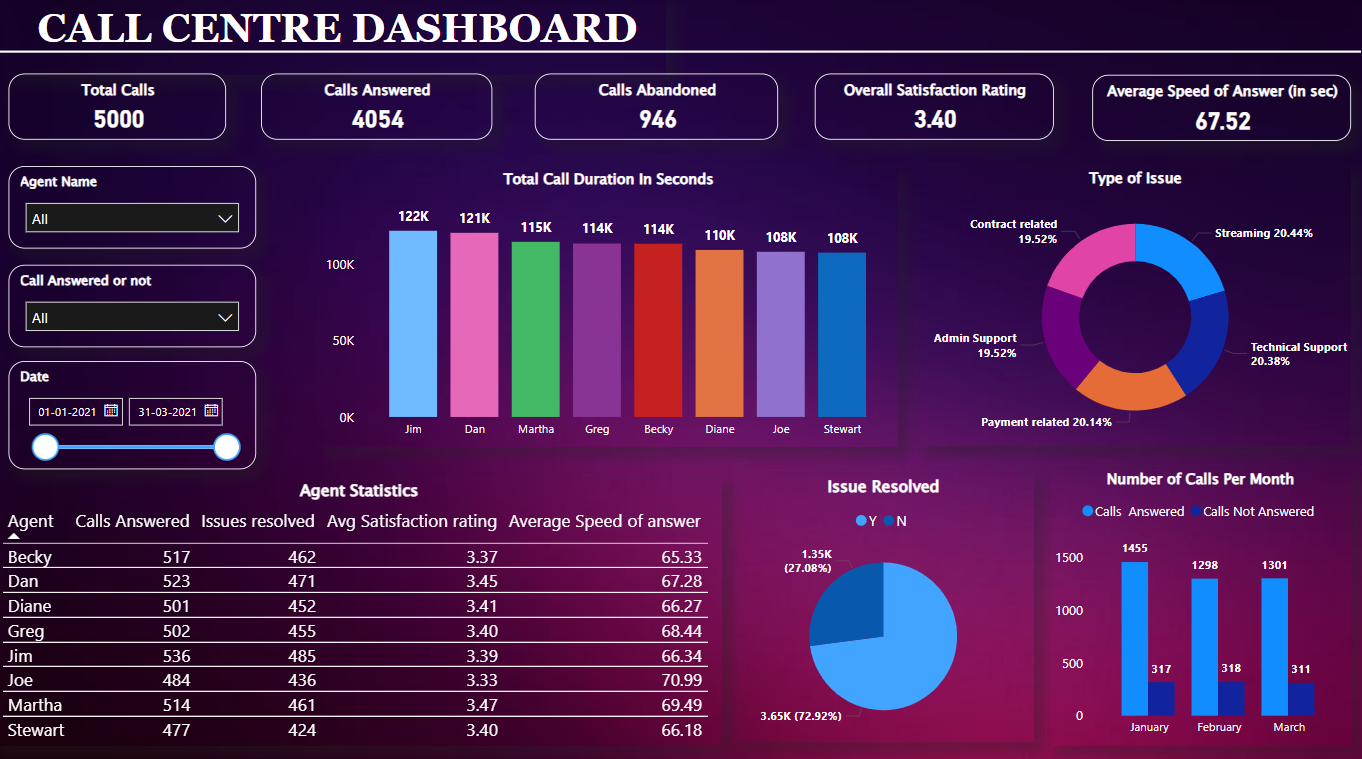 CALL CENTRE DASHBOARD
Total Calls
5000
Calls Answered
4054
Calls Abandoned
946
Overall Satisfaction Rating
3.40
Average Speed of Answer (in sec)
67.52
Agent Name
All
Call Answered or not
All
Date
01-01-2021 31-03-2021
Total Call Duration In Seconds
122K 121K 115K 114K 114K 110K 108K 108K
100K
50K
0K
Jim Dan Martha Greg Becky Diane Joe Stewart
Type of Issue
Contract related
19.52%
Streaming 20.44%
Admin Support
19.52%
Technical Support
20.38%
Payment related 20.14%
Agent Statistics
Agent Calls Answered Issues resolved Avg Satisfaction rating Average Speed of answer
Becky 517 462 3.37 65.33
Dan 523 471 3.45 67.28
Diane 501 452 3.41 66.27
Greg 502 455 3.40 68.44
Jim 536 485 3.39 66.34
Joe 484 436 3.33 70.99
Martha 514 461 3.47 69.49
Stewart 477 424 3.40 66.18
Issue Resolved
Y N
1.35K
(27.08%)
3.65K (72.92%)
Number of Calls Per Month
Calls Answered Calls Not Answered
1500
1000
500
0
1455 1298 1301
317 318 311
January February March